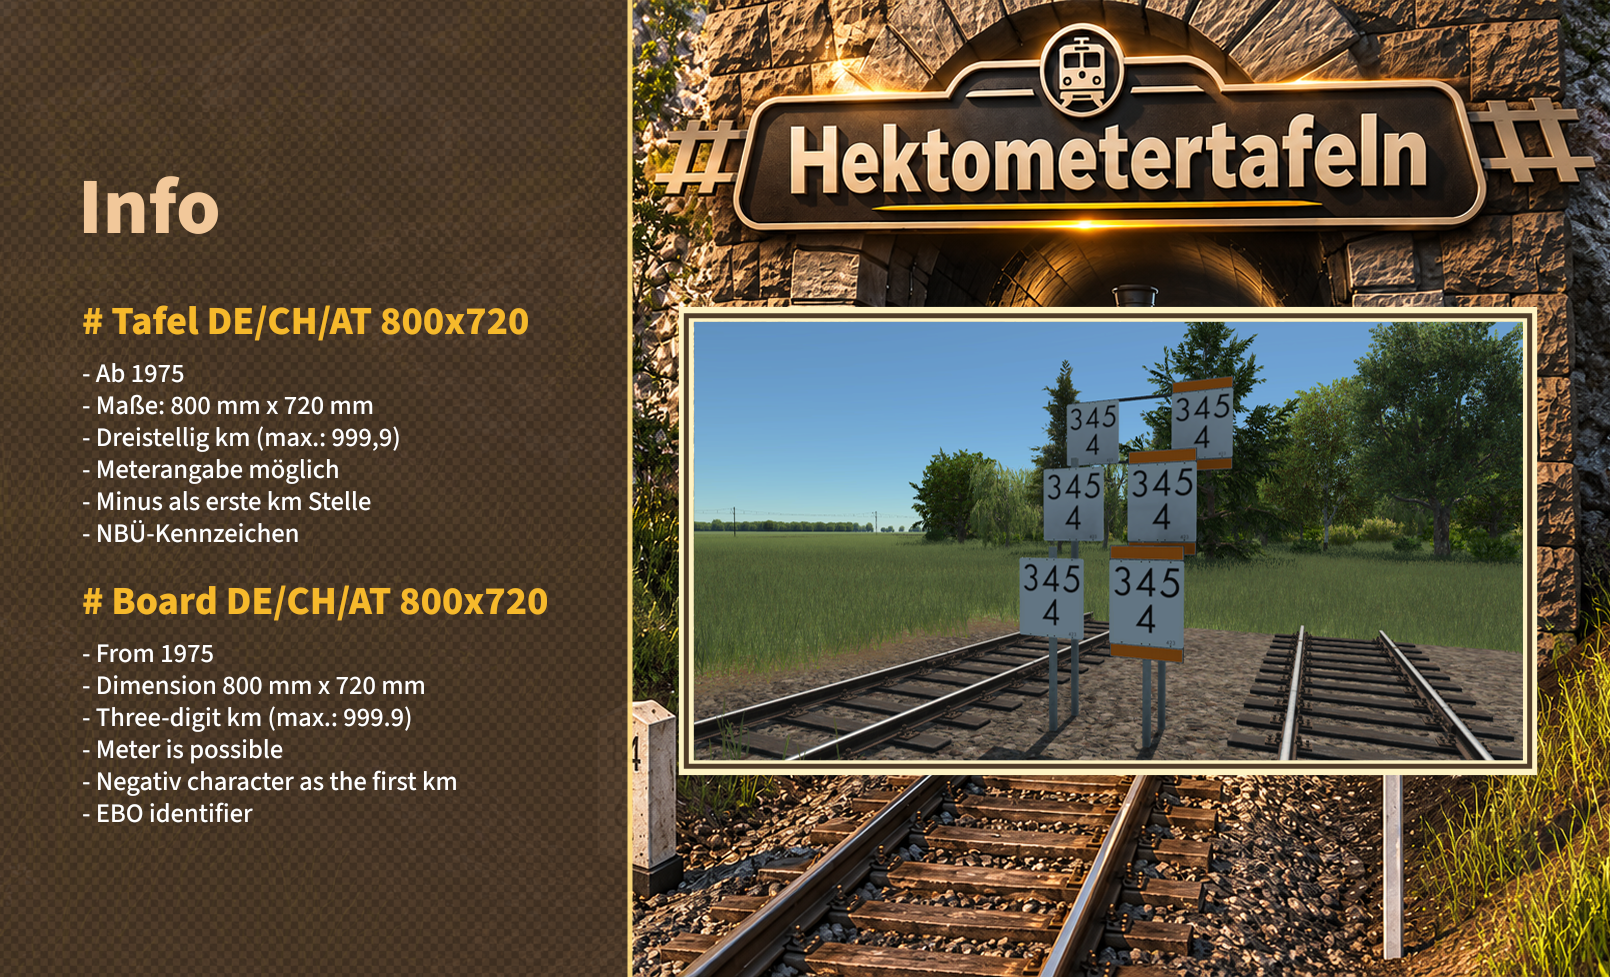 Info
# Tafel DE/CH/AT 800x720
- Ab 1975
- Maße: 800 mm x 720 mm
- Dreistellig km (max.: 999,9)
- Meterangabe möglich
- Minus als erste km Stelle
- NBÜ-Kennzeichen
# Board DE/CH/AT 800x720
- From 1975
- Dimension 800 mm x 720 mm
- Three-digit km (max.: 999.9)
- Meter is possible
- Negativ character as the first km
- EBO identifier
Hektometertafeln
345
4
345
4
345
4
345
4
345
4
345
4
4